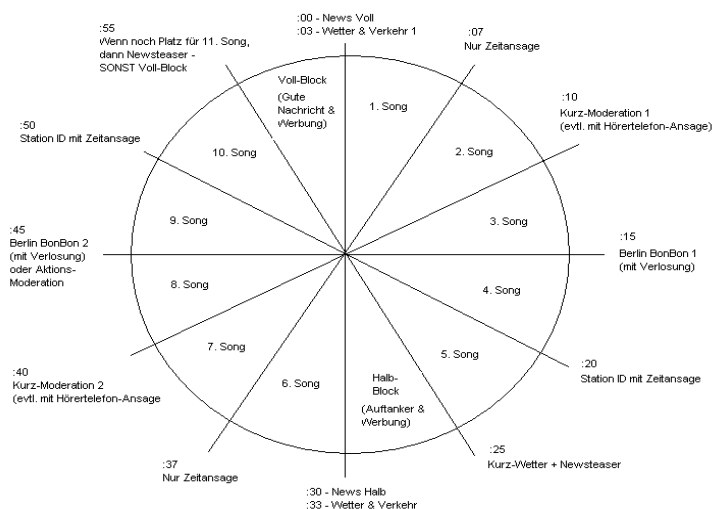 :00 - News Voll
:03 - Wetter & Verkehr 1
:07
Nur Zeitansage
:10
Kurz-Moderation 1
(evtl. mit Hörertelefon-Ansage)
:15
Berlin BonBon 1
(mit Verlosung)
:20
Station ID mit Zeitansage
:25
Kurz-Wetter + Newsteaser
:30 - News Halb
:33 - Wetter & Verkehr
:37
Nur Zeitansage
:40
Kurz-Moderation 2
(evtl. mit Hörertelefon-Ansage)
:45
Berlin BonBon 2
(mit Verlosung)
oder Aktions-
Moderation
:50
Station ID mit Zeitansage
:55
Wenn noch Platz für 11. Song,
dann Newsteaser -
SONST Voll-Block
1. Song
2. Song
3. Song
4. Song
5. Song
Halb-
Block
(Auftanker &
Werbung)
6. Song
7. Song
8. Song
9. Song
10. Song
Voll-Block
(Gute
Nachricht &
Werbung)